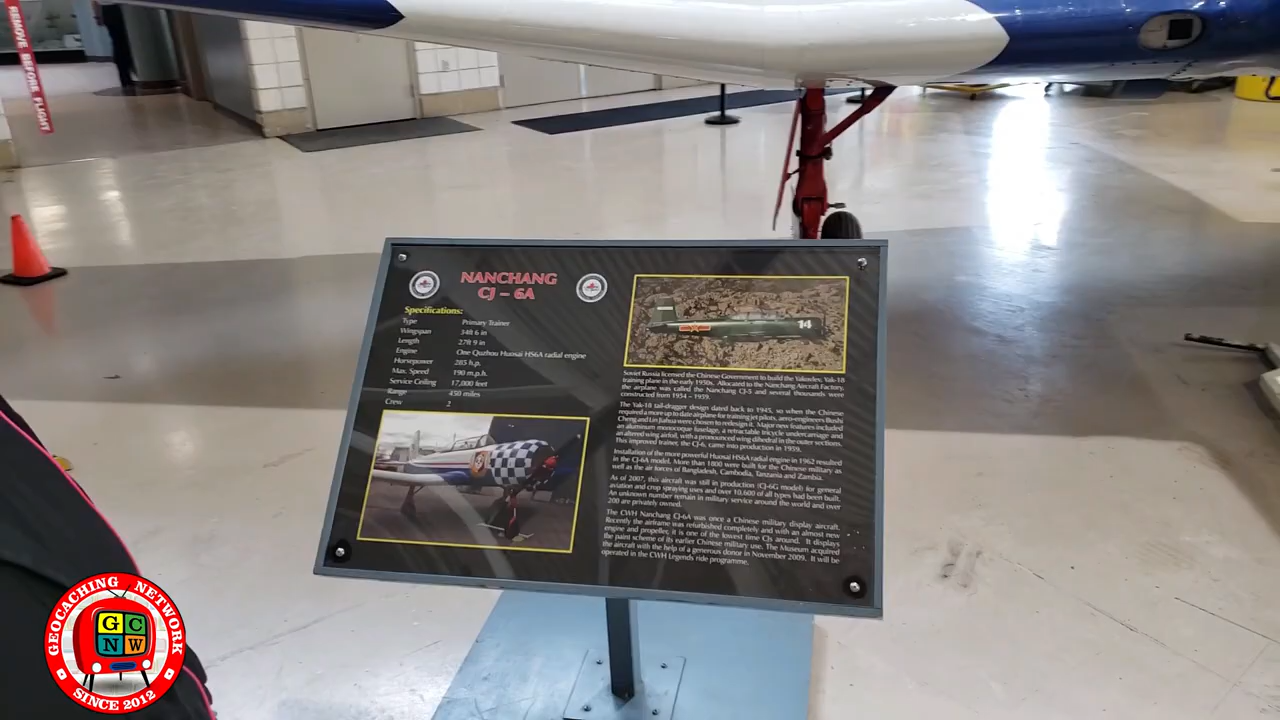 REMOVE BEFORE FLIGHT
NANCHANG
CJ – 6A
Specifications:
Type Primary Trainer
Wingspan 34ft 6 in
Length 27ft 9 in
Engine One Quzhou Huosai HS6A radial engine
Horsepower 285 h.p.
Max. Speed 190 m.p.h.
Service Ceiling 17,000 feet
Range 450 miles
Crew 2
14
Soviet Russia licensed the Chinese Government to build the Yakovlev, Yak-18
training plane in the early 1950s. Allocated to the Nanchang Aircraft Factory,
the airplane was called the Nanchang CJ-5 and several thousands were
constructed from 1954 – 1959.
The Yak-18 tail-dragger design dated back to 1945, so when the Chinese
required a more up to date airplane for training jet pilots, aero-engineers Bushi
Cheng and Lin Jiahua were chosen to redesign it. Major new features included
an aluminum monocoque fuselage, a retractable tricycle undercarriage and
an altered wing airfoil, with a pronounced wing dihedral in the outer sections.
This improved trainer, the CJ-6, came into production in 1959.
Installation of the more powerful Huosai HS6A radial engine in 1962 resulted
in the CJ-6A model. More than 1800 were built for the Chinese military as
well as the air forces of Bangladesh, Cambodia, Tanzania and Zambia.
As of 2007, this aircraft was still in production (CJ-6G model) for general
aviation and crop spraying uses and over 10,600 of all types had been built.
An unknown number remain in military service around the world and over
200 are privately owned.
The CWH Nanchang CJ-6A was once a Chinese military display aircraft.
Recently the airframe was refurbished completely and with an almost new
engine and propeller, it is one of the lowest time CJs around. It displays
the paint scheme of its earlier Chinese military use. The Museum acquired
the aircraft with the help of a generous donor in November 2009. It will be
operated in the CWH Legends ride programme.
GEOCACHING NETWORK
GC
NW
SINCE 2012